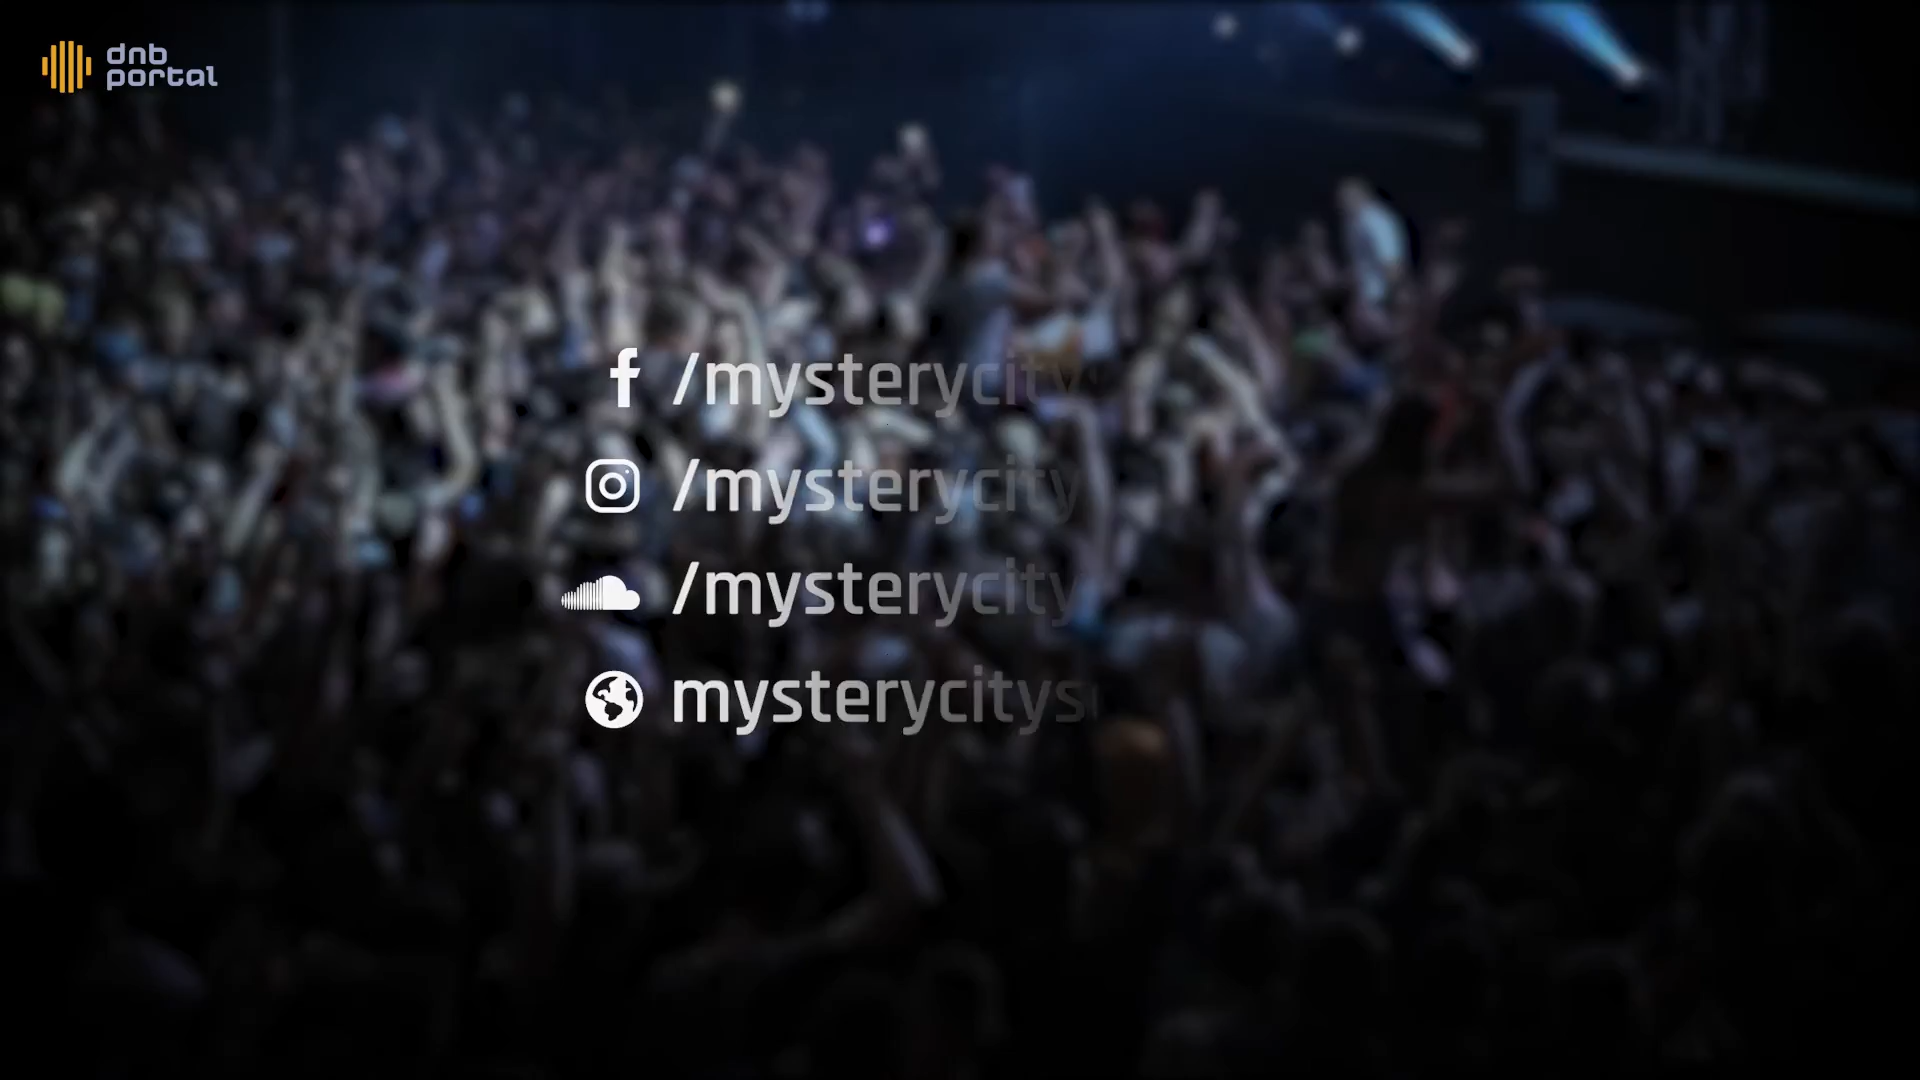 dnb
portal
/mysterycity
/mysterycity
/mysterycity
mysterycitys